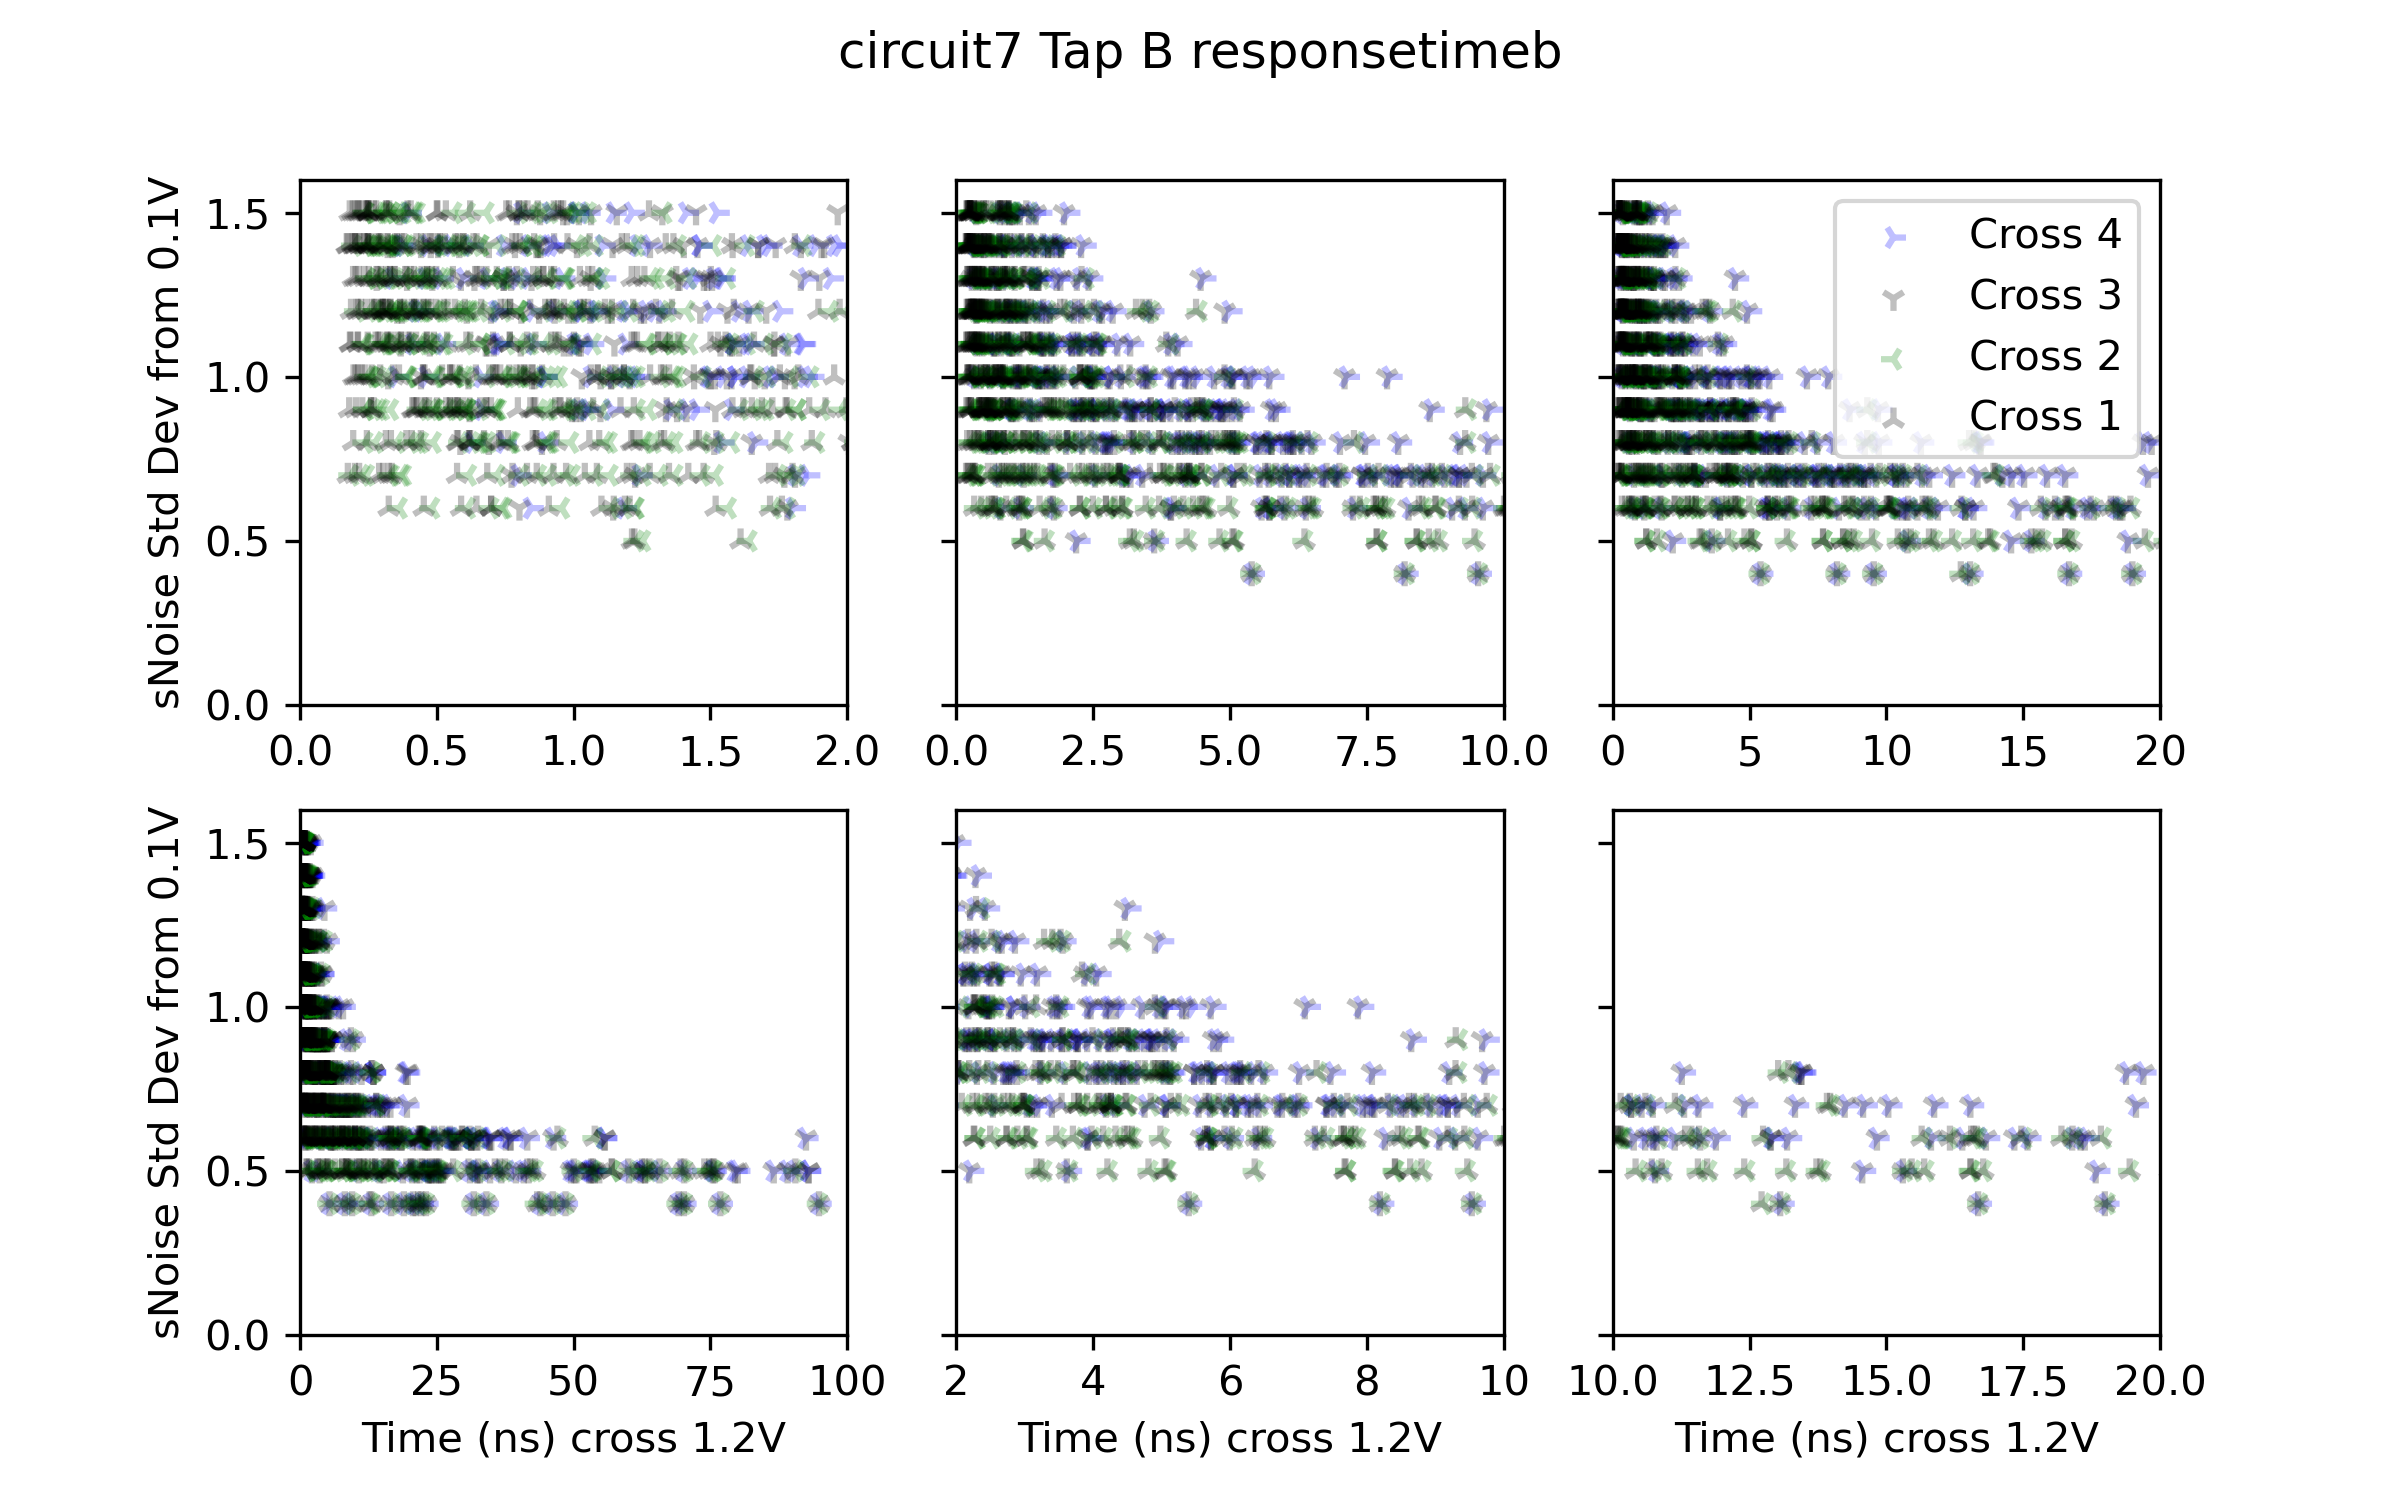 circuit7 Tap B responsetimeb
sNoise Std Dev from 0.1V
1.5
1.0
0.5
0.0
0.0 0.5 1.0 1.5 2.0
0.0 2.5 5.0 7.5 10.0
Cross 4
Cross 3
Cross 2
Cross 1
0 5 10 15 20
sNoise Std Dev from 0.1V
1.5
1.0
0.5
0.0
0 25 50 75 100
Time (ns) cross 1.2V
2 4 6 8 10
Time (ns) cross 1.2V
10.0 12.5 15.0 17.5 20.0
Time (ns) cross 1.2V